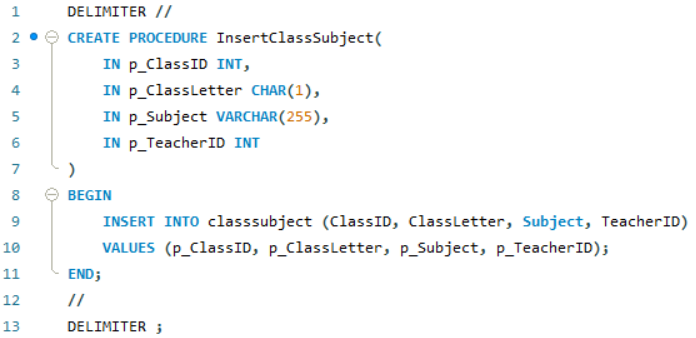 1 DELIMITER //
2 CREATE PROCEDURE InsertClassSubject(
3 IN p_ClassID INT,
4 IN p_ClassLetter CHAR(1),
5 IN p_Subject VARCHAR(255),
6 IN p_TeacherID INT
7 )
8 BEGIN
9 INSERT INTO classsubject (ClassID, ClassLetter, Subject, TeacherID)
10 VALUES (p_ClassID, p_ClassLetter, p_Subject, p_TeacherID);
11 END;
12 //
13 DELIMITER ;